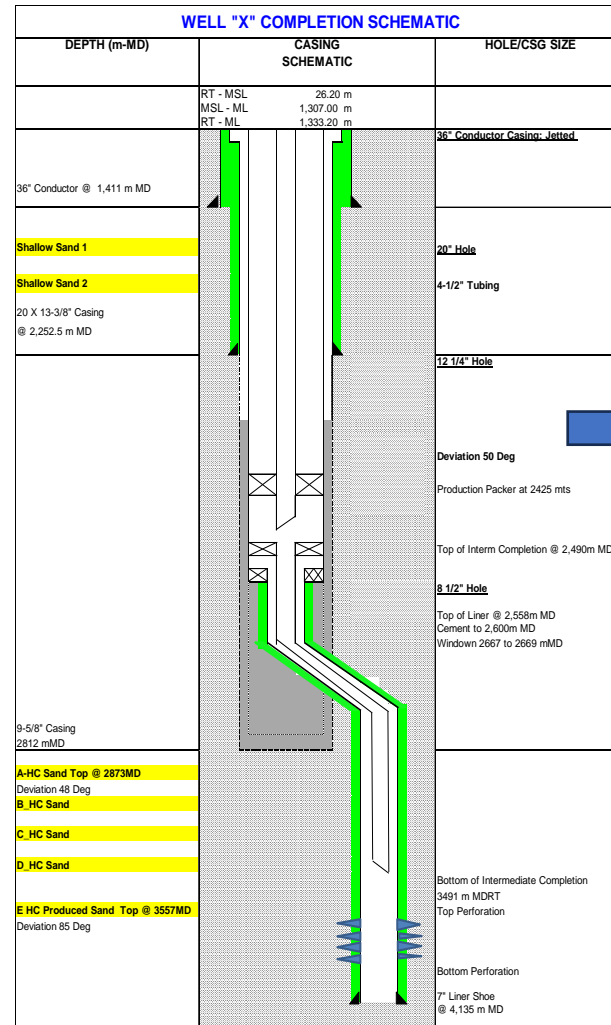 WELL "X" COMPLETION SCHEMATIC
DEPTH (m-MD)
CASING
SCHEMATIC
HOLE/CSG SIZE
RT - MSL 26.20 m
MSL - ML 1,307.00 m
RT - ML 1,333.20 m
36" Conductor Casing: Jetted
36" Conductor @ 1,411 m MD
Shallow Sand 1
20" Hole
Shallow Sand 2
4-1/2" Tubing
20 X 13-3/8" Casing
@ 2,252.5 m MD
12 1/4" Hole
Deviation 50 Deg
Production Packer at 2425 mts
Top of Interm Completion @ 2,490m MD
8 1/2" Hole
Top of Liner @ 2,558m MD
Cement to 2,600m MD
Windown 2667 to 2669 mMD
9-5/8" Casing
2812 mMD
A-HC Sand Top @ 2873MD
Deviation 48 Deg
B_HC Sand
C_HC Sand
D_HC Sand
Bottom of Intermediate Completion
3491 m MDRT
E HC Produced Sand Top @ 3557MD
Top Perforation
Deviation 85 Deg
Bottom Perforation
7" Liner Shoe
@ 4,135 m MD